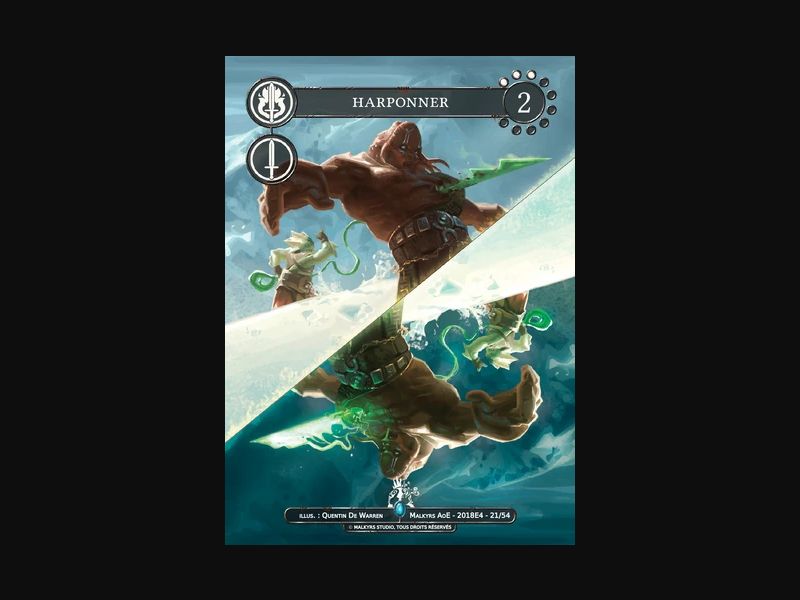 HARPONNER
2
ILLUS. : QUENTIN DE WARREN
MALKYRS AOE - 2018E4 - 21/54
© MALKYRS STUDIO, TOUS DROITS RÉSERVÉS